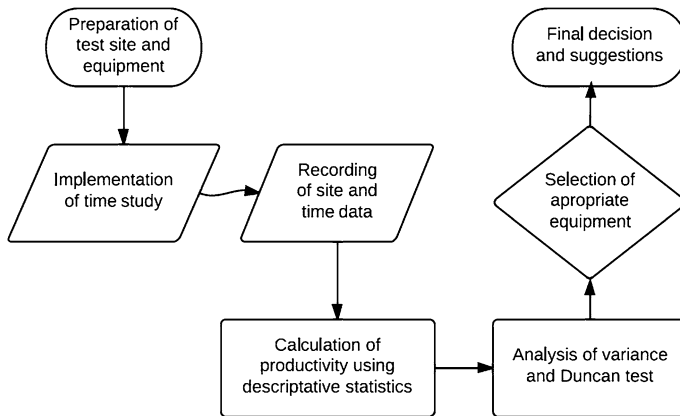 Preparation of
test site and
equipment
Implementation
of time study
Recording
of site and
time data
Calculation of
productivity using
descriptative statistics
Analysis of variance
and Duncan test
Selection of
apropriate
equipment
Final decision
and suggestions